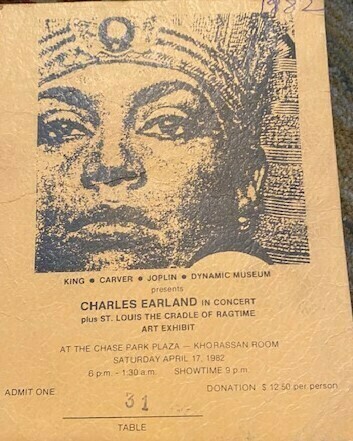 1982
KING ● CARVER ● JOPLIN ● DYNAMIC MUSEUM
presents
CHARLES EARLAND IN CONCERT
plus ST. LOUIS THE CRADLE OF RAGTIME
ART EXHIBIT
AT THE CHASE PARK PLAZA — KHORASSAN ROOM
SATURDAY APRIL 17, 1982
6 p.m. - 1:30 a.m. SHOWTIME 9 p.m.
ADMIT ONE
DONATION $ 12.50 per person
31
TABLE